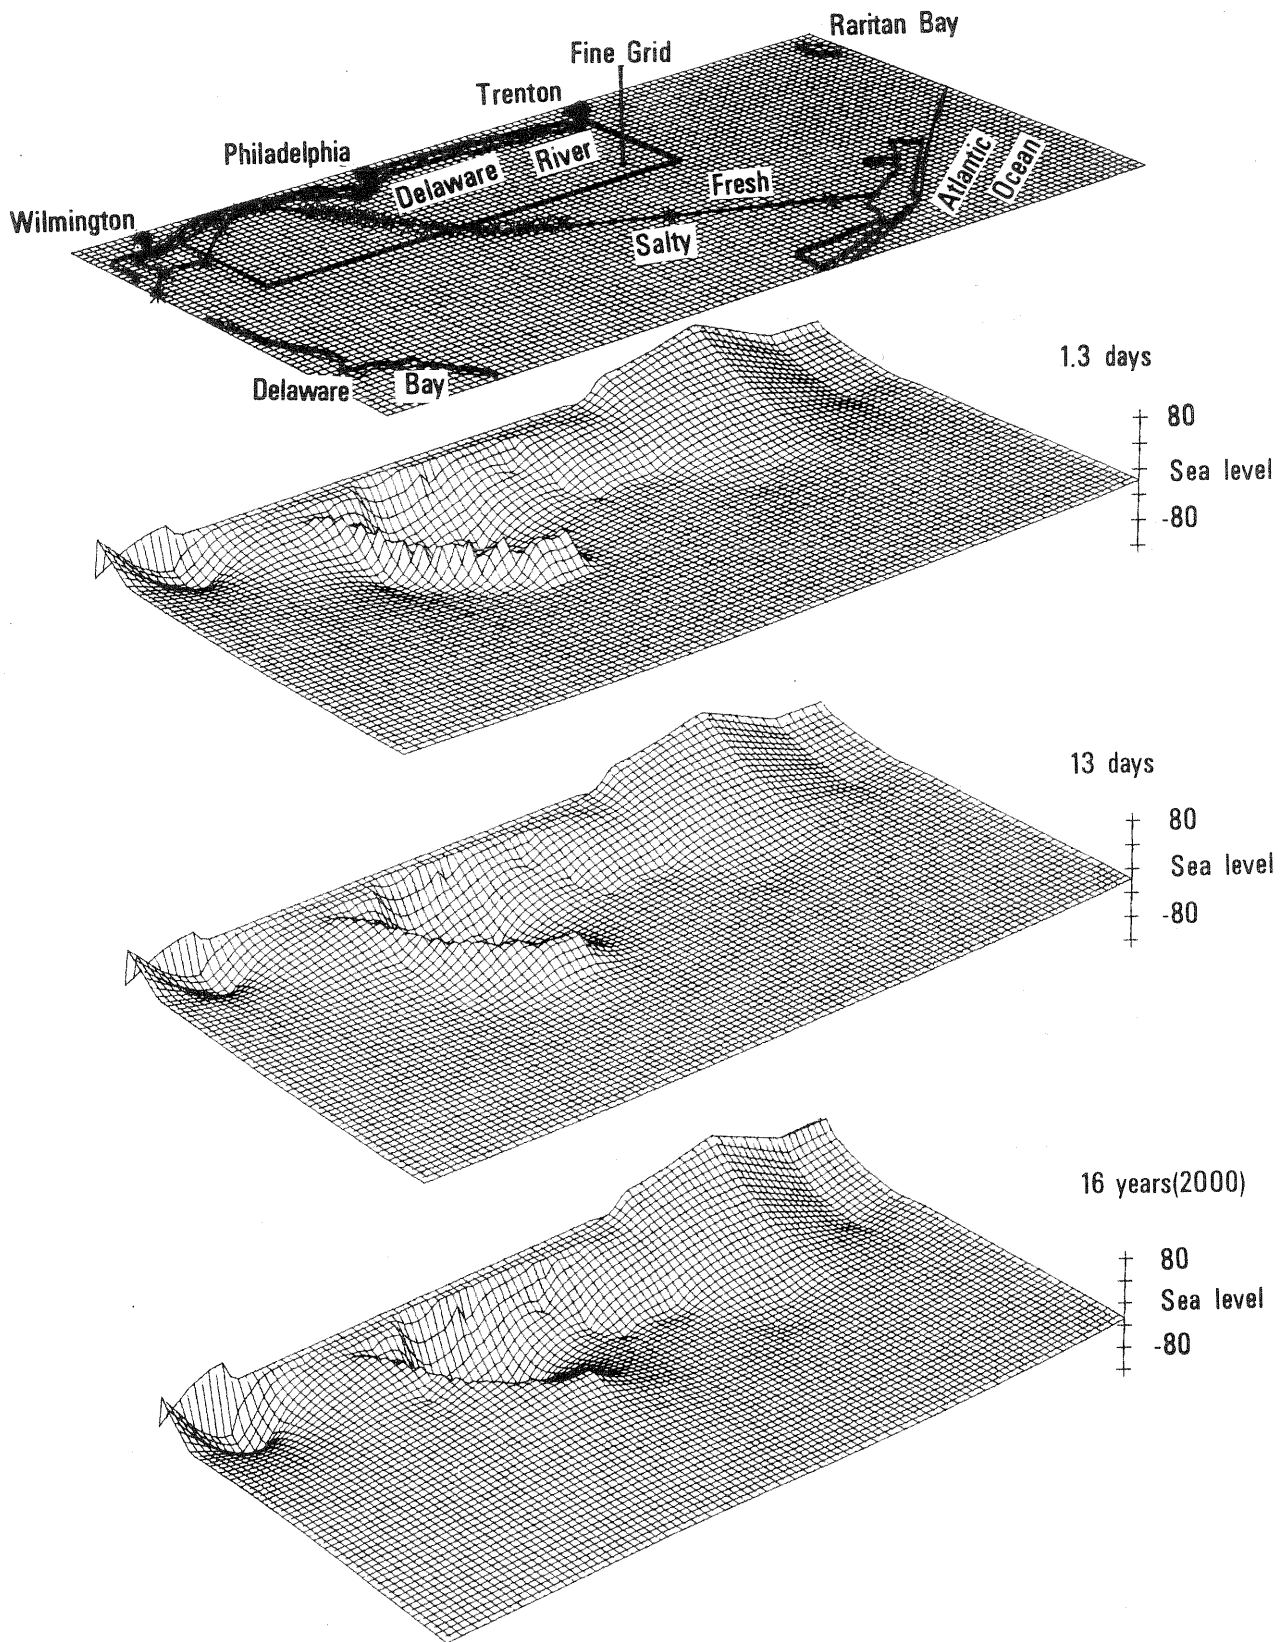 Raritan Bay
Fine Grid
Trenton
Philadelphia
Delaware River
Fresh
Atlantic
Ocean
Wilmington
Salty
Delaware Bay
1.3 days
80
Sea level
-80
13 days
80
Sea level
-80
16 years(2000)
80
Sea level
-80